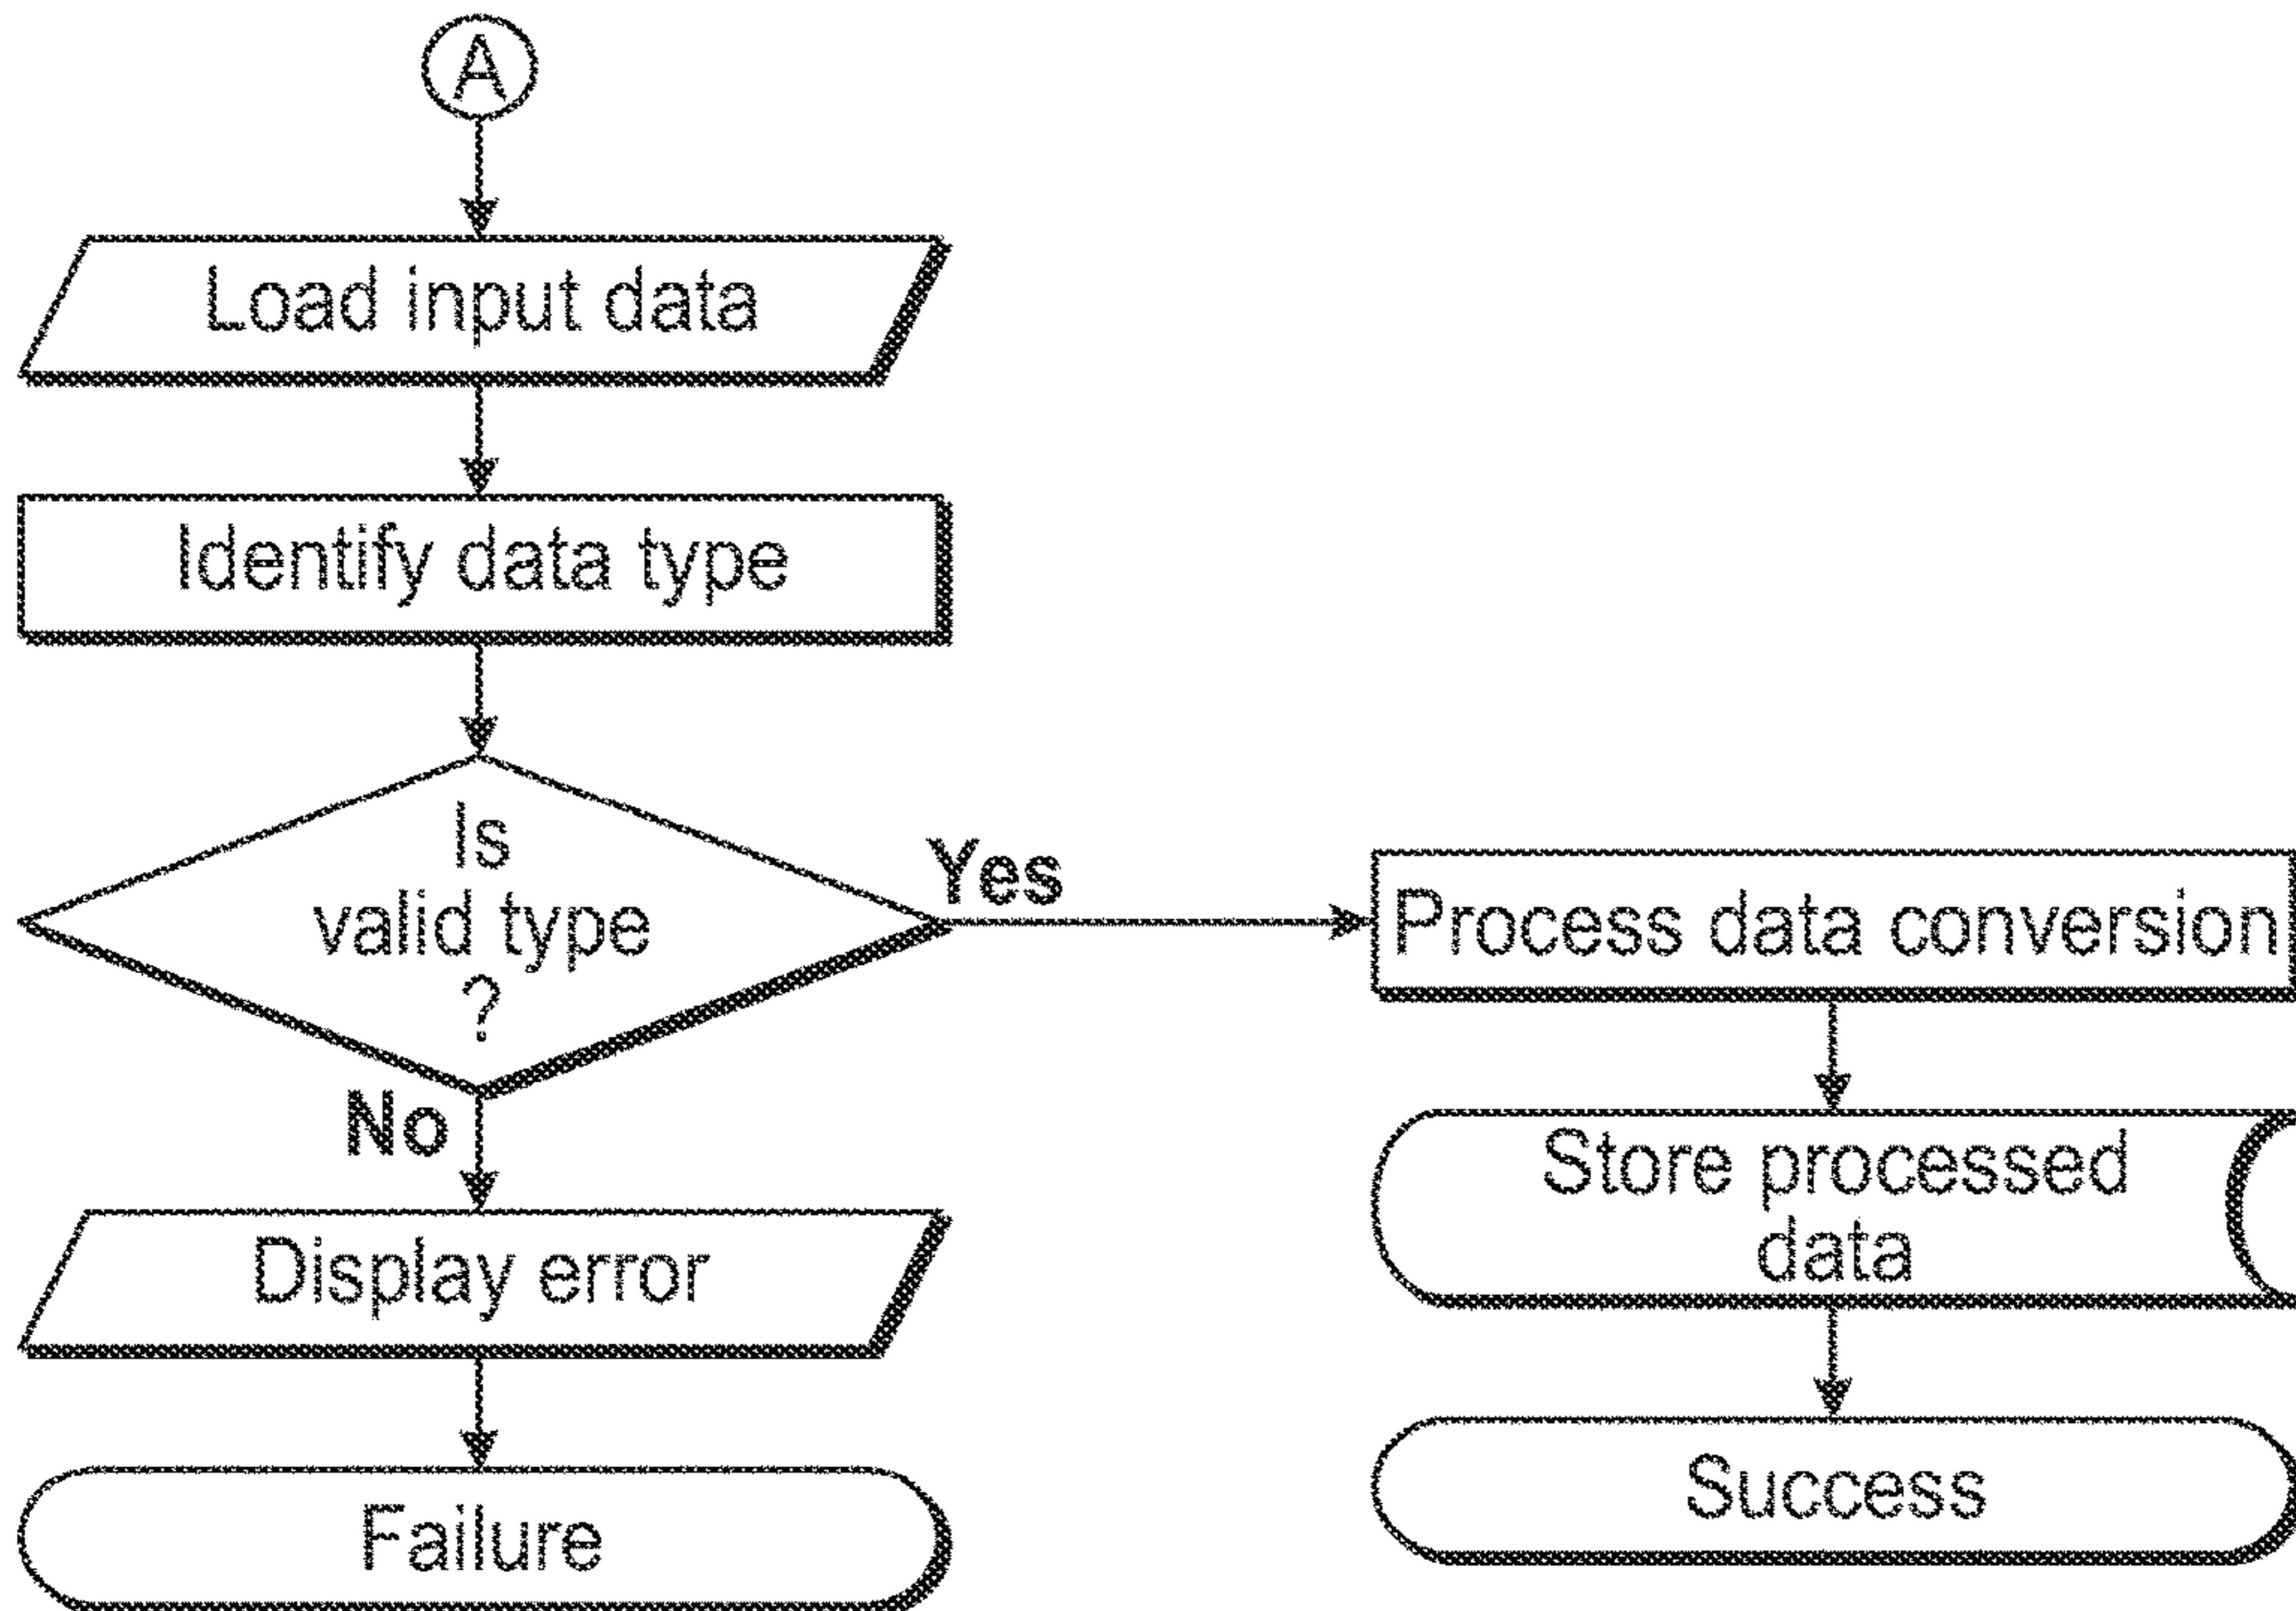 A
Load input data
Identify data type
Is
valid type
?
Yes
No
Process data conversion
Store processed
data
Display error
Success
Failure